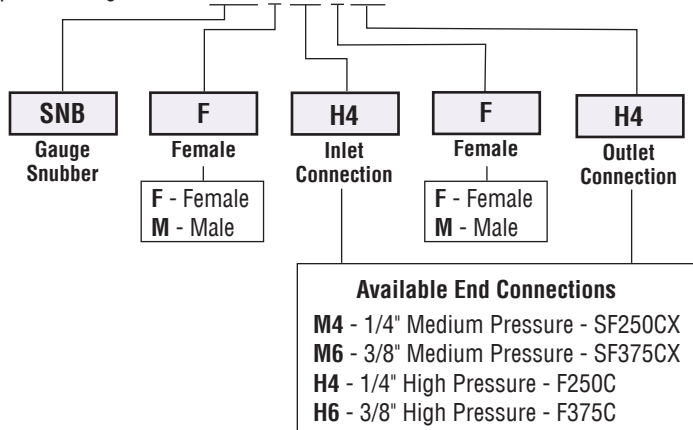 SNB
F
H4
F
H4
Gauge
Snubber
Female
Inlet
Connection
Female
Outlet
Connection
F - Female
M - Male
F - Female
M - Male
Available End Connections
M4 - 1/4" Medium Pressure - SF250CX
M6 - 3/8" Medium Pressure - SF375CX
H4 - 1/4" High Pressure - F250C
H6 - 3/8" High Pressure - F375C